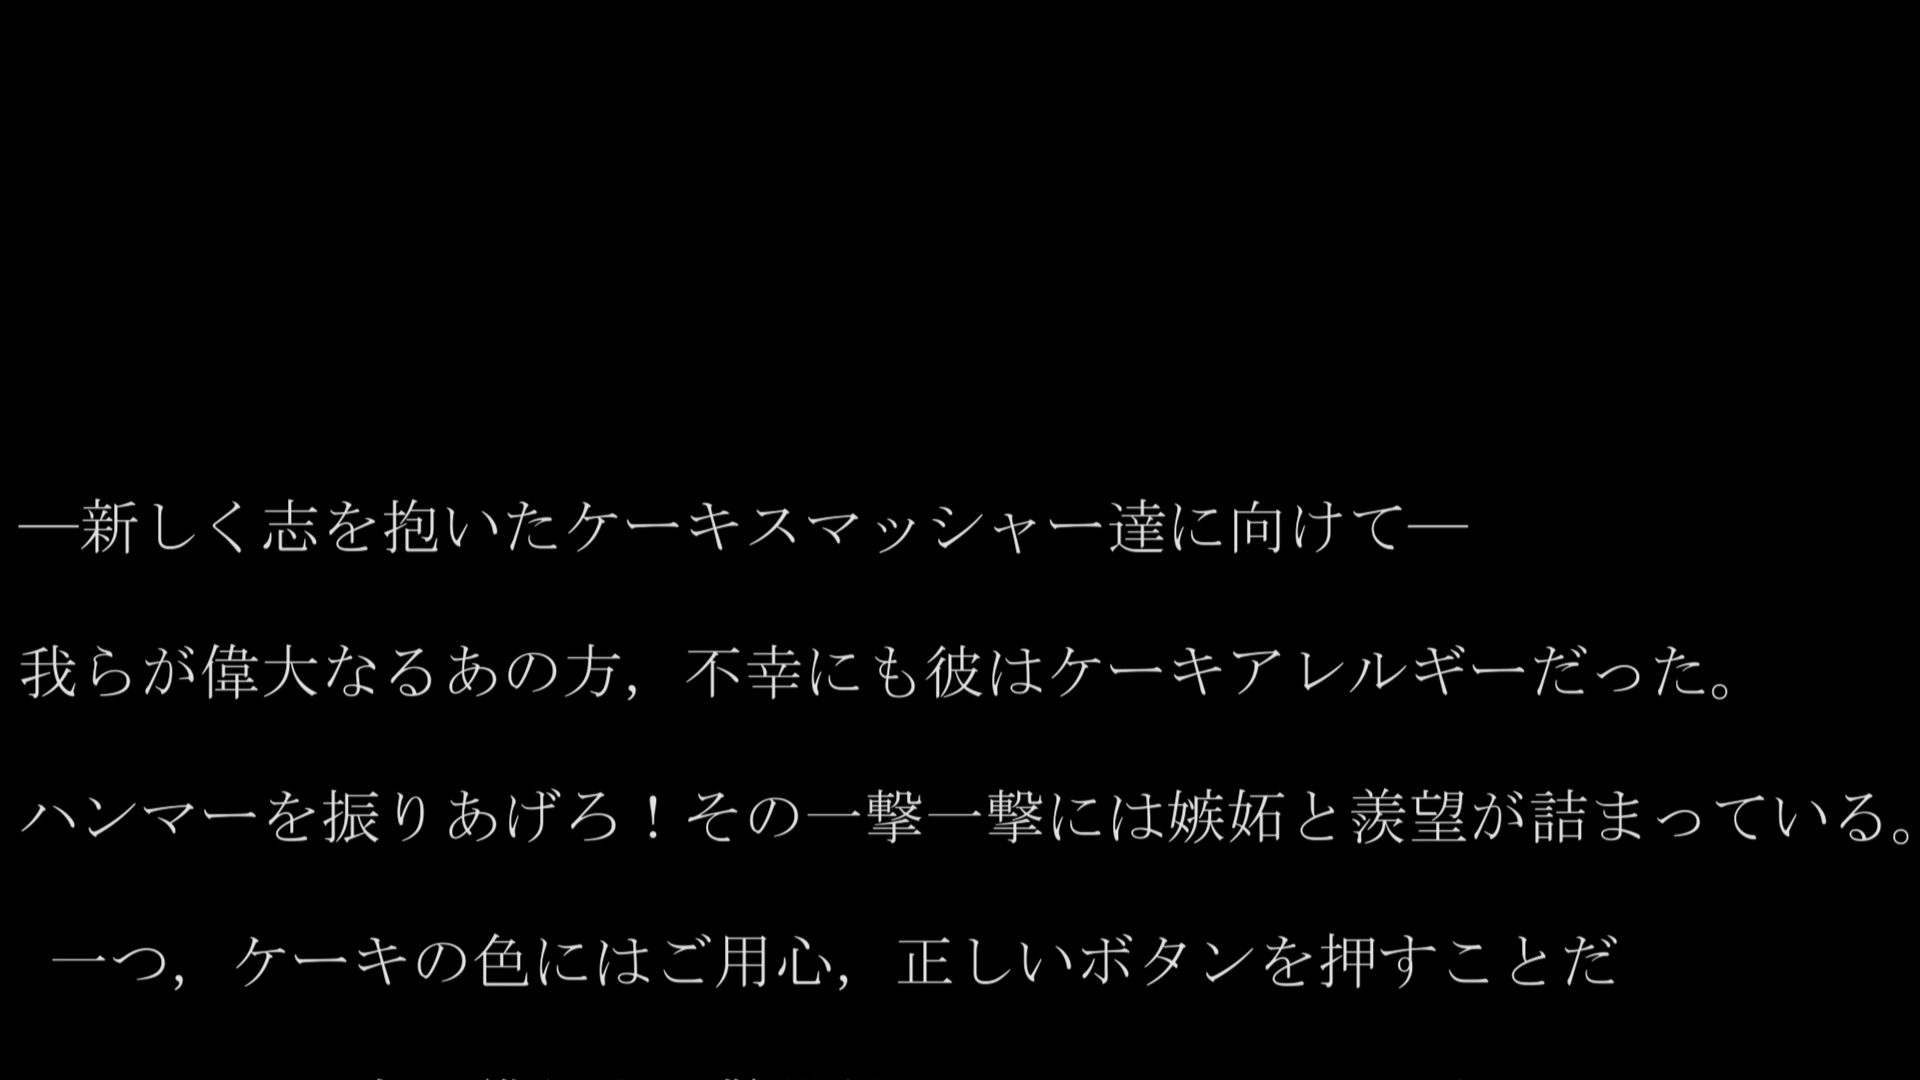 ―新しく志を抱いたケーキスマッシャー達に向けて―
我らが偉大なるあの方，不幸にも彼はケーキアレルギーだった。
ハンマーを振りあげろ！その一撃一撃には嫉妬と羨望が詰まっている。
一つ，ケーキの色にはご用心，正しいボタンを押すことだ